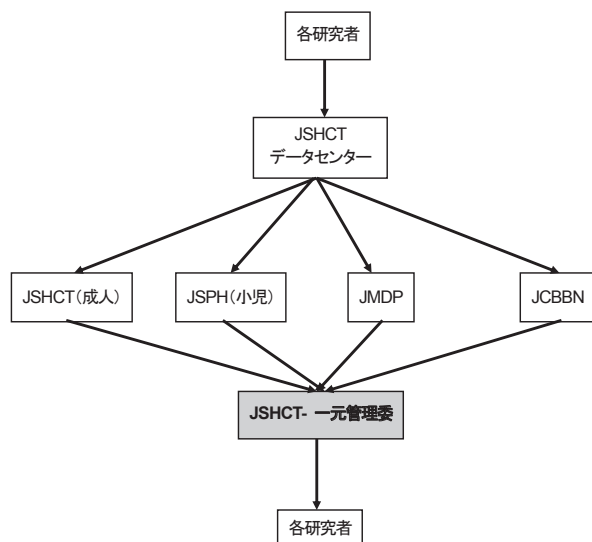 各研究者
JSHCT
データセンター
JSHCT(成人)
JSPH(小児)
JMDP
JCBBN
JSHCT- 一元管理委
各研究者